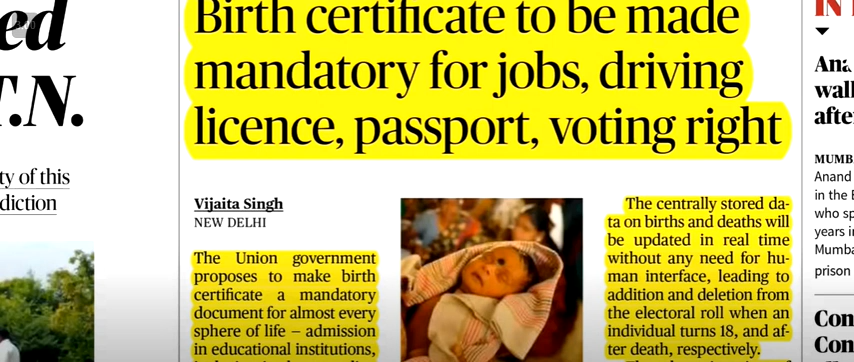 ed
T.N.
ty of this
diction
Birth certificate to be made
mandatory for jobs, driving
licence, passport, voting right
Vijaita Singh
NEW DELHI
The Union government
proposes to make birth
certificate a mandatory
document for almost every
sphere of life – admission
in educational institutions,
The centrally stored da-
ta on births and deaths will
be updated in real time
without any need for hu-
man interface, leading to
addition and deletion from
the electoral roll when an
individual turns 18, and af-
ter death, respectively.
IN
Ana
wall
afte
MUMB
Anand
in the E
who sp
years i
Mumba
prison
Con
Con